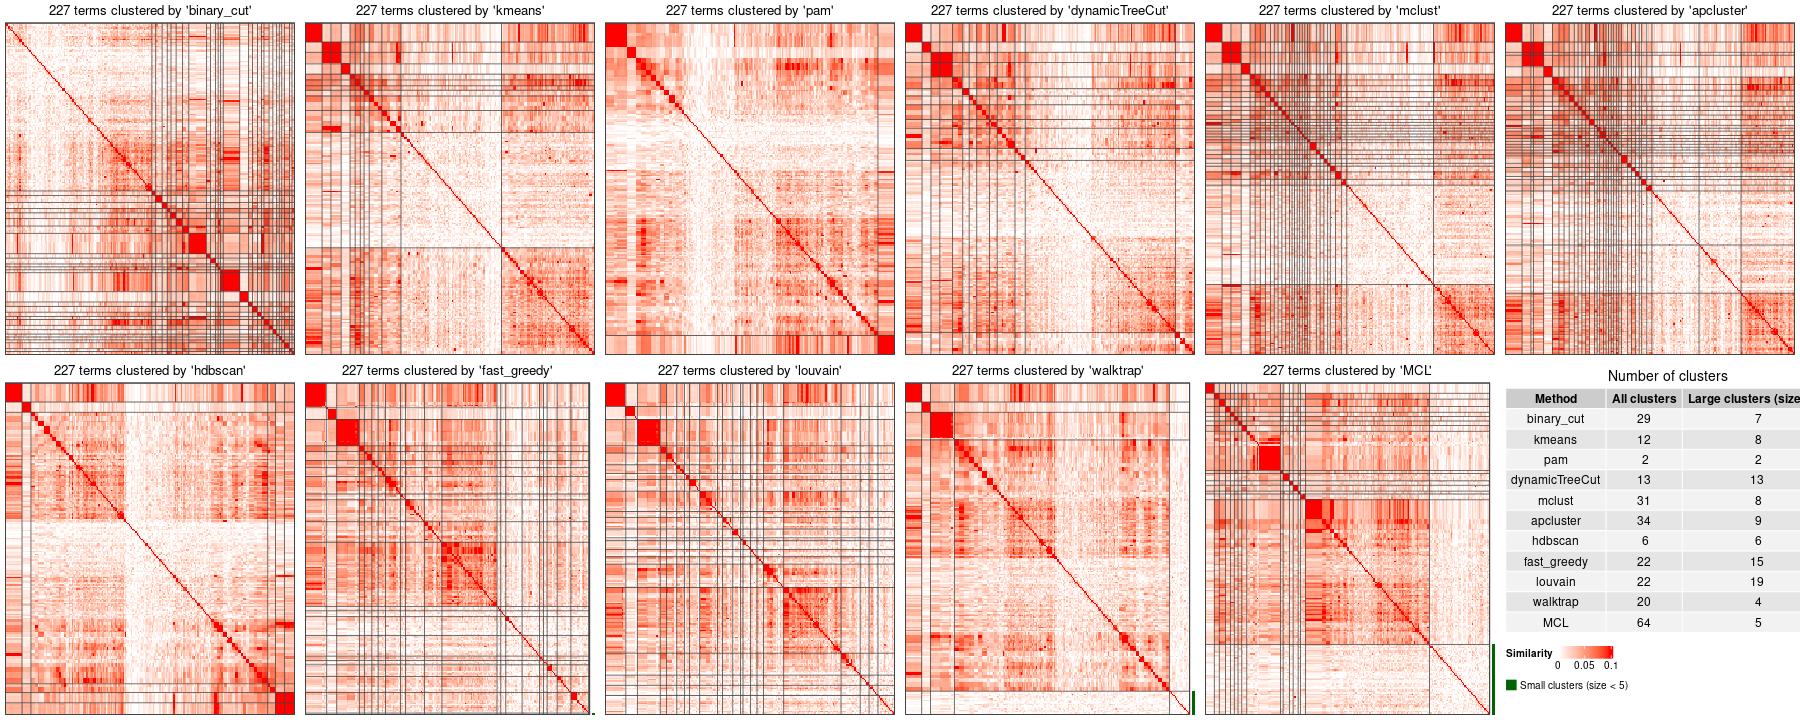 227 terms clustered by 'binary_cut'
227 terms clustered by 'kmeans'
227 terms clustered by 'pam'
227 terms clustered by 'dynamicTreeCut'
227 terms clustered by 'mclust'
227 terms clustered by 'apcluster'
227 terms clustered by 'hdbscan'
227 terms clustered by 'fast_greedy'
227 terms clustered by 'louvain'
227 terms clustered by 'walktrap'
227 terms clustered by 'MCL'
Number of clusters
Method All clusters Large clusters (size
binary_cut 29 7
kmeans 12 8
pam 2 2
dynamicTreeCut 13 13
mclust 31 8
apcluster 34 9
hdbscan 6 6
fast_greedy 22 15
louvain 22 19
walktrap 20 4
MCL 64 5
Similarity
0 0.05 0.1
Small clusters (size < 5)